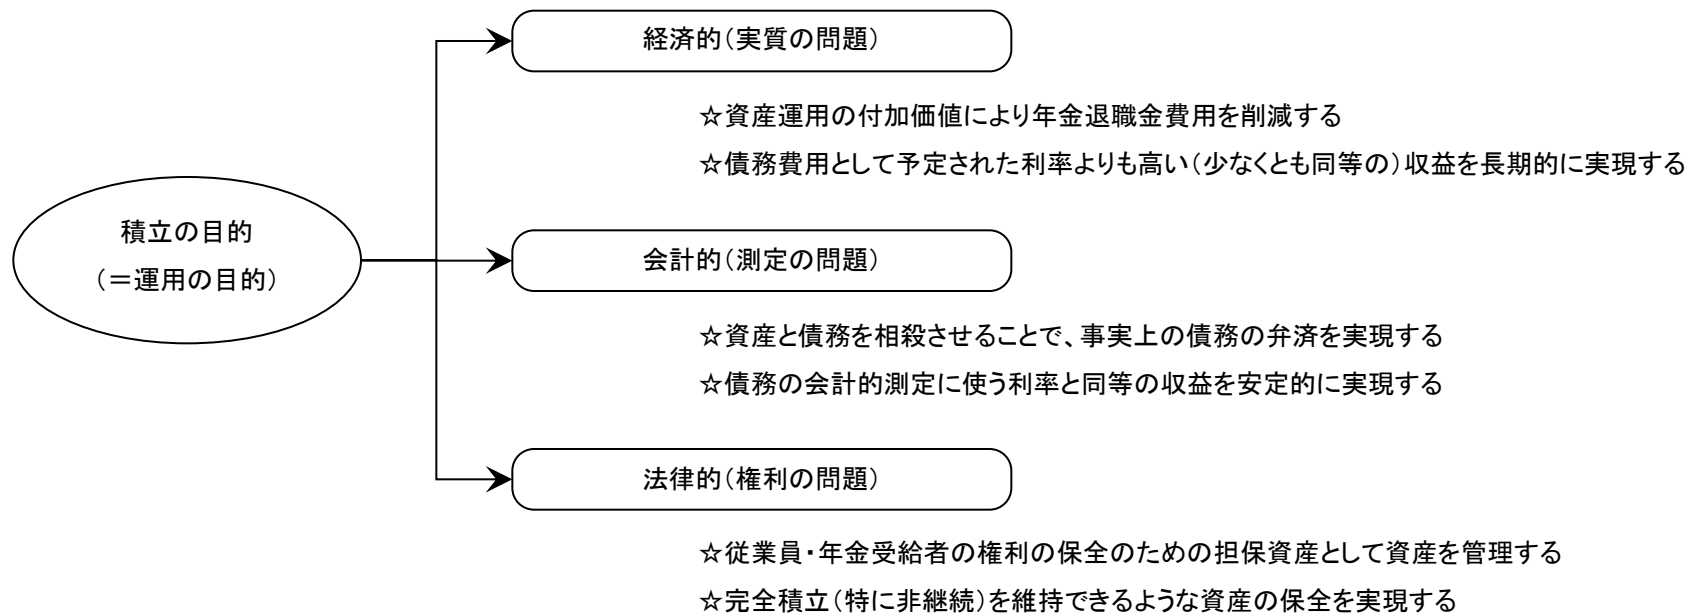 経済的（実質の問題）
☆資産運用の付加価値により年金退職金費用を削減する
☆債務費用として予定された利率よりも高い（少なくとも同等の）収益を長期的に実現する
積立の目的
（＝運用の目的）
会計的（測定の問題）
☆資産と債務を相殺させることで、事実上の債務の弁済を実現する
☆債務の会計的測定に使う利率と同等の収益を安定的に実現する
法律的（権利の問題）
☆従業員・年金受給者の権利の保全のための担保資産として資産を管理する
☆完全積立（特に非継続）を維持できるような資産の保全を実現する